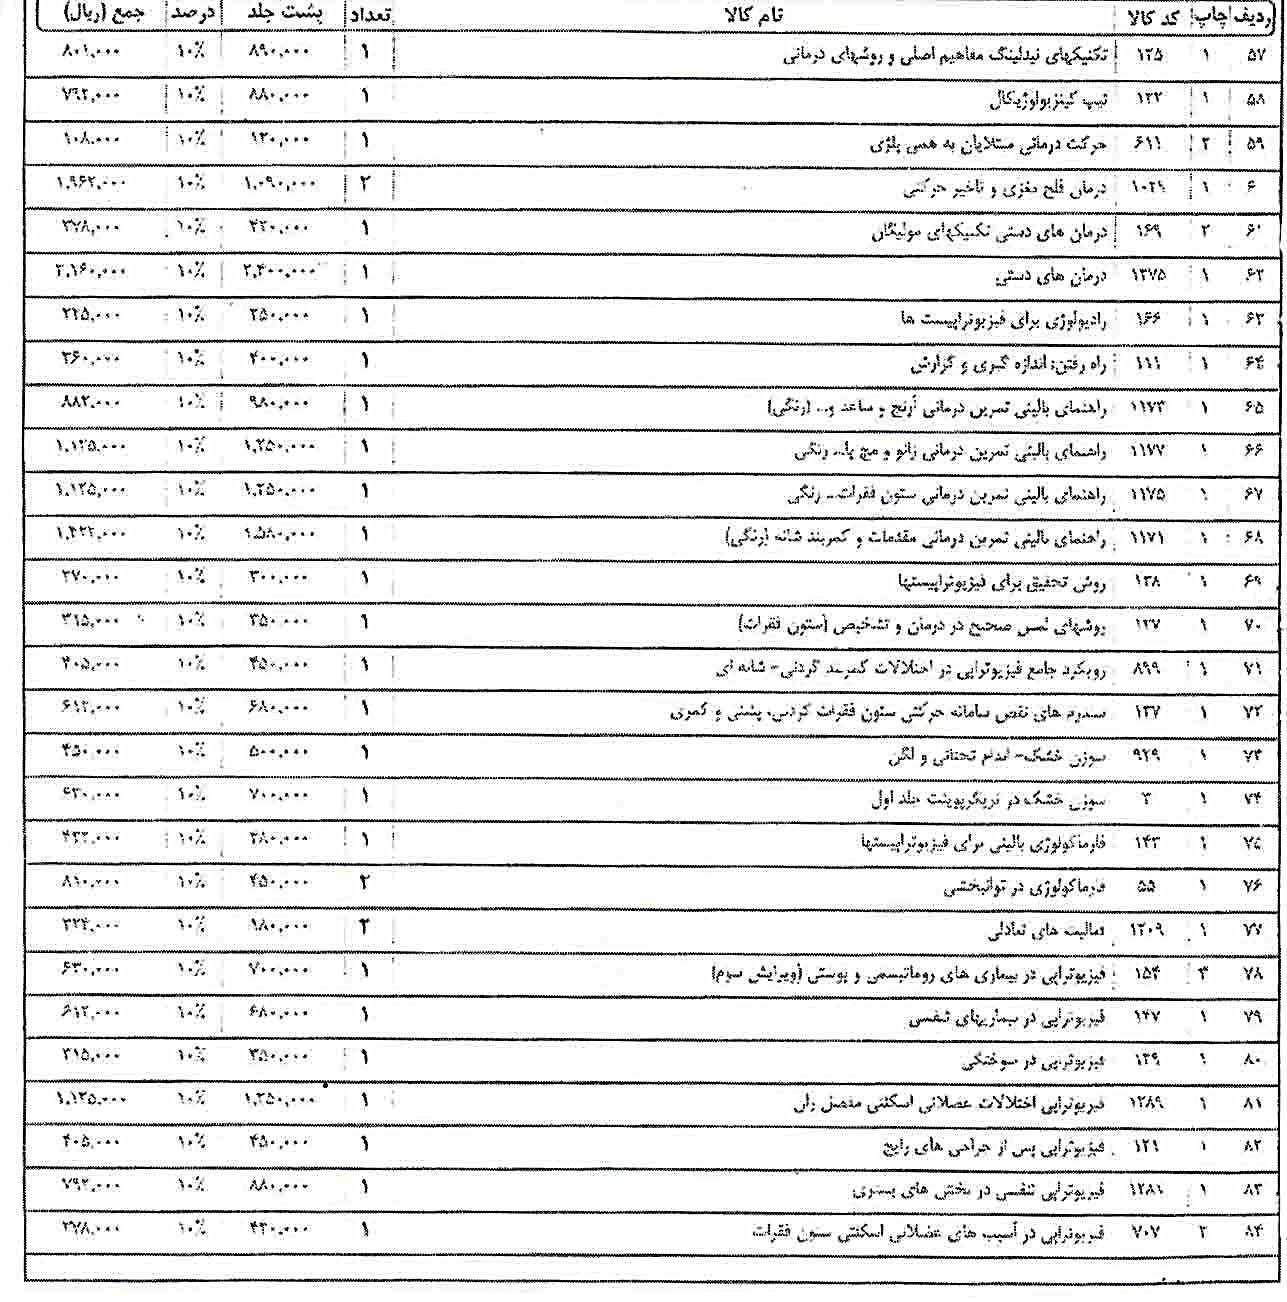 ردیف چاپ کد کالا نام کالا تعداد پشت جلد درصد جمع (ریال)
۵۷ ۱ ۱۳۵ تکنیکهای نیدلینگ مفاهیم اصلی و روشهای درمانی ۱ ۸۹۰,۰۰۰ ۱۰٪ ۸۰۱,۰۰۰
۵۸ ۱ ۱۲۲ تیپ کینزیولوژیکال ۱ ۸۸۰,۰۰۰ ۱۰٪ ۷۹۲,۰۰۰
۵۹ ۲ ۶۱۱ حرکت درمانی مبتلایان به همی پلژی ۱ ۱۲۰,۰۰۰ ۱۰٪ ۱۰۸,۰۰۰
۶ ۱ ۱۰۲۹ درمان فلج مغزی و تاخیر حرکتی ۲ ۱,۰۹۰,۰۰۰ ۱۰٪ ۱,۹۶۲,۰۰۰
۶۱ ۲ ۱۶۹ درمان های دستی تکنیکهای مولیگان ۱ ۴۲۰,۰۰۰ ۱۰٪ ۳۷۸,۰۰۰
۶۲ ۱ ۱۲۷۵ درمان های دستی ۱ ۲,۴۰۰,۰۰۰ ۱۰٪ ۲,۱۶۰,۰۰۰
۶۳ ۱ ۱۶۶ رادیولوژی برای فیزیوتراپیست ها ۱ ۲۵۰,۰۰۰ ۱۰٪ ۲۲۵,۰۰۰
۶۴ ۱ ۱۱۱ راه رفتن: اندازه گیری و گزارش ۱ ۴۰۰,۰۰۰ ۱۰٪ ۳۶۰,۰۰۰
۶۵ ۱ ۱۱۷۳ راهنمای بالینی تمرین درمانی آرنج و ساعد و... (رنگی) ۱ ۹۸۰,۰۰۰ ۱۰٪ ۸۸۲,۰۰۰
۶۶ ۱ ۱۱۷۷ راهنمای بالینی تمرین درمانی زانو و مچ پا... رنگی ۱ ۱,۲۵۰,۰۰۰ ۱۰٪ ۱,۱۲۵,۰۰۰
۶۷ ۱ ۱۱۷۵ راهنمای بالینی تمرین درمانی ستون فقرات... رنگی ۱ ۱,۲۵۰,۰۰۰ ۱۰٪ ۱,۱۲۵,۰۰۰
۶۸ ۱ ۱۱۷۱ راهنمای بالینی تمرین درمانی مقدمات و کمربند شانه (رنگی) ۱ ۱,۵۸۰,۰۰۰ ۱۰٪ ۱,۴۲۲,۰۰۰
۶۹ ۱ ۱۳۸ روش تحقیق برای فیزیوتراپیستها ۱ ۳۰۰,۰۰۰ ۱۰٪ ۲۷۰,۰۰۰
۷۰ ۱ ۱۲۷ روشهای لمس صحیح در درمان و تشخیص (ستون فقرات) ۱ ۳۵۰,۰۰۰ ۱۰٪ ۳۱۵,۰۰۰
۷۱ ۱ ۸۹۹ رویکرد جامع فیزیوتراپی در اختلالات کمربند گردنی- شانه ای ۱ ۴۵۰,۰۰۰ ۱۰٪ ۴۰۵,۰۰۰
۷۲ ۱ ۱۳۷ سندرم های نقص سامانه حرکتی ستون فقرات گردنی، پشتی و کمری ۱ ۶۸۰,۰۰۰ ۱۰٪ ۶۱۲,۰۰۰
۷۳ ۱ ۹۲۹ سوزن خشک- اندام تحتانی و لگن ۱ ۵۰۰,۰۰۰ ۱۰٪ ۴۵۰,۰۰۰
۷۴ ۱ ۳ سوزن خشک در تریگرپوینت جلد اول ۱ ۷۰۰,۰۰۰ ۱۰٪ ۶۳۰,۰۰۰
۷۵ ۱ ۱۴۳ فارماکولوژی بالینی برای فیزیوتراپیستها ۱ ۴۸۰,۰۰۰ ۱۰٪ ۴۳۲,۰۰۰
۷۶ ۱ ۵۵ فارماکولوژی در توانبخشی ۲ ۴۵۰,۰۰۰ ۱۰٪ ۸۱۰,۰۰۰
۷۷ ۱ ۱۲۰۹ فعالیت های تعادلی ۲ ۱۸۰,۰۰۰ ۱۰٪ ۳۲۴,۰۰۰
۷۸ ۳ ۱۵۴ فیزیوتراپی در بیماری های روماتیسمی و پوستی (ویرایش سوم) ۱ ۷۰۰,۰۰۰ ۱۰٪ ۶۳۰,۰۰۰
۷۹ ۱ ۱۴۷ فیزیوتراپی در بیماریهای تنفسی ۱ ۶۸۰,۰۰۰ ۱۰٪ ۶۱۲,۰۰۰
۸۰ ۱ ۱۳۹ فیزیوتراپی در سوختگی ۱ ۳۵۰,۰۰۰ ۱۰٪ ۳۱۵,۰۰۰
۸۱ ۱ ۱۲۸۹ فیزیوتراپی اختلالات عضلانی اسکلتی مفصل ران ۱ ۱,۲۵۰,۰۰۰ ۱۰٪ ۱,۱۲۵,۰۰۰
۸۲ ۱ ۱۲۱ فیزیوتراپی پس از جراحی های رایج ۱ ۴۵۰,۰۰۰ ۱۰٪ ۴۰۵,۰۰۰
۸۳ ۱ ۱۲۸۱ فیزیوتراپی تنفسی در بخش های بستری ۱ ۸۸۰,۰۰۰ ۱۰٪ ۷۹۲,۰۰۰
۸۴ ۲ ۷۰۷ فیزیوتراپی در آسیب های عضلانی اسکلتی ستون فقرات ۱ ۴۲۰,۰۰۰ ۱۰٪ ۳۷۸,۰۰۰